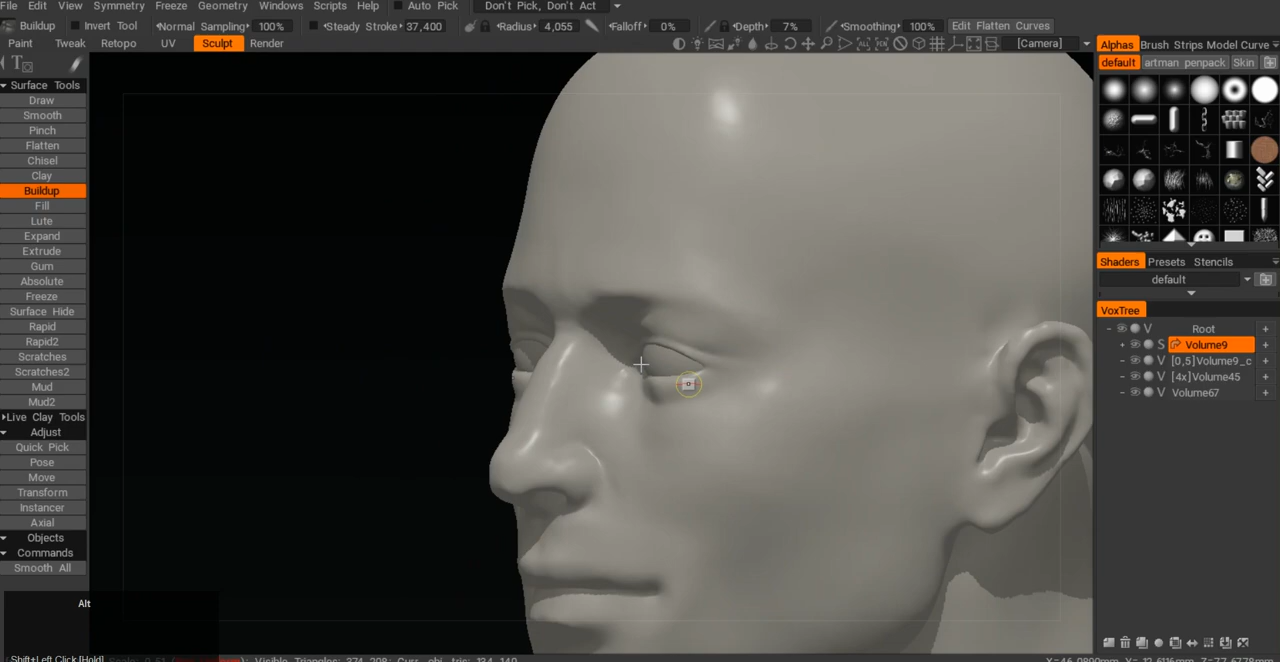 File Edit View Symmetry Freeze Geometry Windows Scripts Help Auto Pick Don't Pick, Don't Act
Buildup Invert Tool Normal Sampling 100% Steady Stroke 37,400 Radius 4,055 Falloff 0% Depth 7% Smoothing 100% Edit Flatten Curves
Paint Tweak Retopo UV Sculpt Render [Camera]
Surface Tools
Draw
Smooth
Pinch
Flatten
Chisel
Clay
Buildup
Fill
Lute
Expand
Extrude
Gum
Absolute
Freeze
Surface Hide
Rapid
Rapid2
Scratches
Scratches2
Mud
Mud2
Live Clay Tools
Adjust
Quick Pick
Pose
Move
Transform
Instancer
Axial
Objects
Commands
Smooth All
Alt
Shift+Left Click [Hold]
Alphas Brush Strips Model Curve
default artman penpack Skin
Shaders Presets Stencils
default
VoxTree
V Root +
+ S Volume9 +
V [0,5]Volume9_c +
V [4x]Volume45 +
V Volume67 +